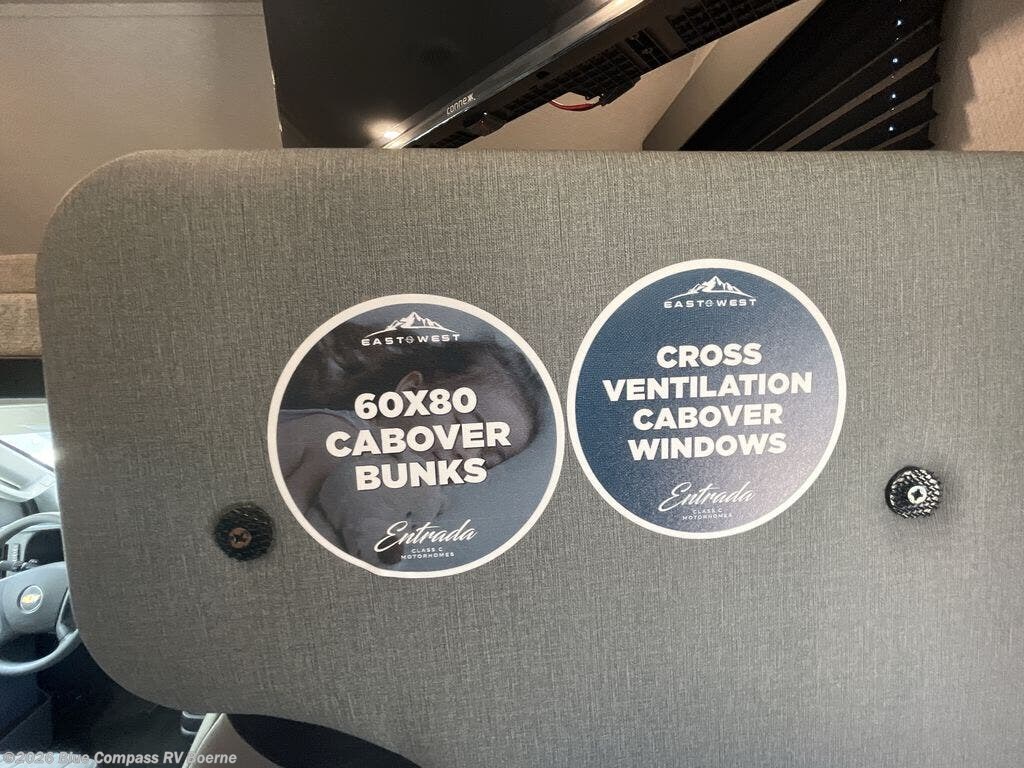 connex
EAST WEST
60X80
CABOVER
BUNKS
Entrada
CLASS C
MOTORHOMES
EAST WEST
CROSS
VENTILATION
CABOVER
WINDOWS
Entrada
CLASS C
MOTORHOMES
©2026 Blue Compass RV Boerne